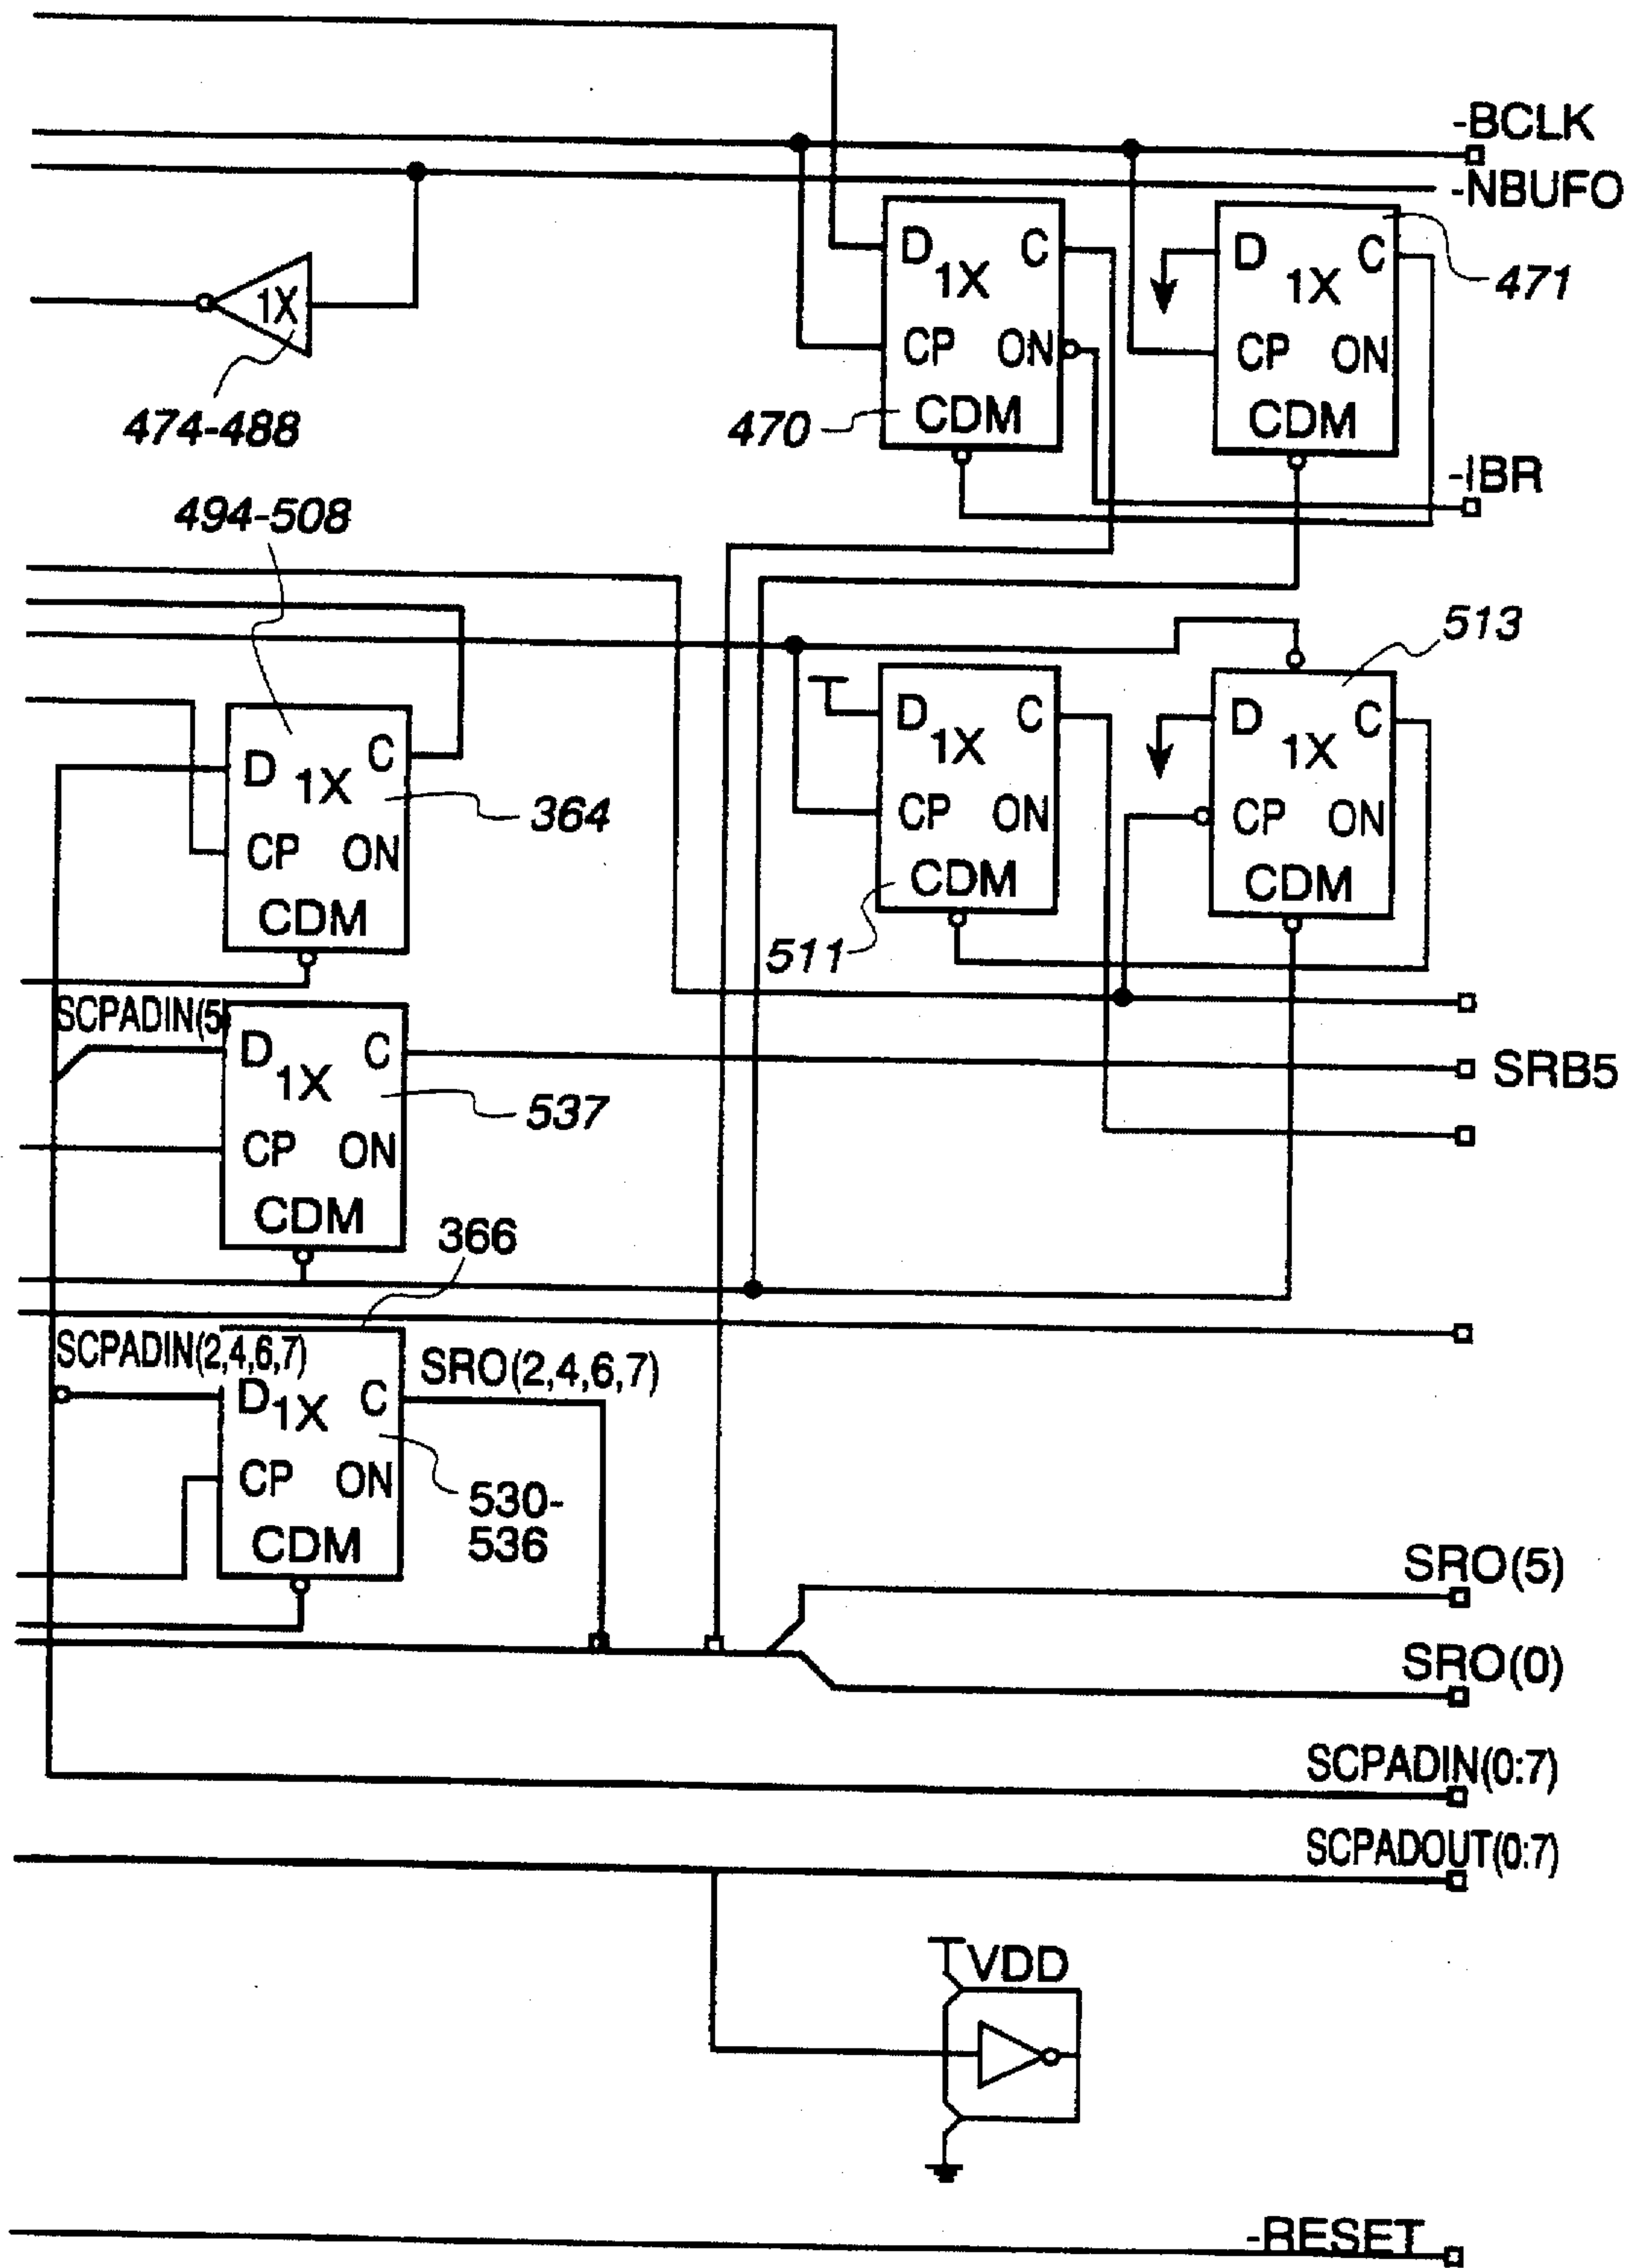 -BCLK
-NBUFO
D C
1X
CP ON
CDM
470
D C
1X
CP ON
CDM
471
1X
474-488
-IBR
494-508
D C
1X
CP ON
CDM
364
D C
1X
CP ON
CDM
511
D C
1X
CP ON
CDM
513
SCPADIN(5)
D C
1X
CP ON
CDM
537
SRB5
366
SCPADIN(2,4,6,7)
SRO(2,4,6,7)
D C
1X
CP ON
CDM
530-
536
SRO(5)
SRO(0)
SCPADIN(0:7)
SCPADOUT(0:7)
VDD
-RESET